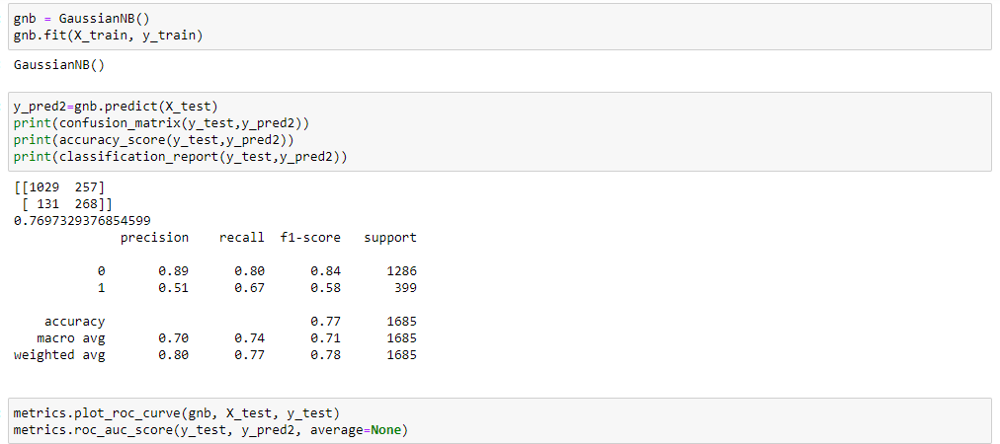 gnb = GaussianNB()
gnb.fit(X_train, y_train)
GaussianNB()
y_pred2=gnb.predict(X_test)
print(confusion_matrix(y_test,y_pred2))
print(accuracy_score(y_test,y_pred2))
print(classification_report(y_test,y_pred2))
[[1029  257]
 [ 131  268]]
0.7697329376854599
              precision    recall  f1-score   support
           0       0.89      0.80      0.84      1286
           1       0.51      0.67      0.58       399
    accuracy                           0.77      1685
   macro avg       0.70      0.74      0.71      1685
weighted avg       0.80      0.77      0.78      1685
metrics.plot_roc_curve(gnb, X_test, y_test)
metrics.roc_auc_score(y_test, y_pred2, average=None)